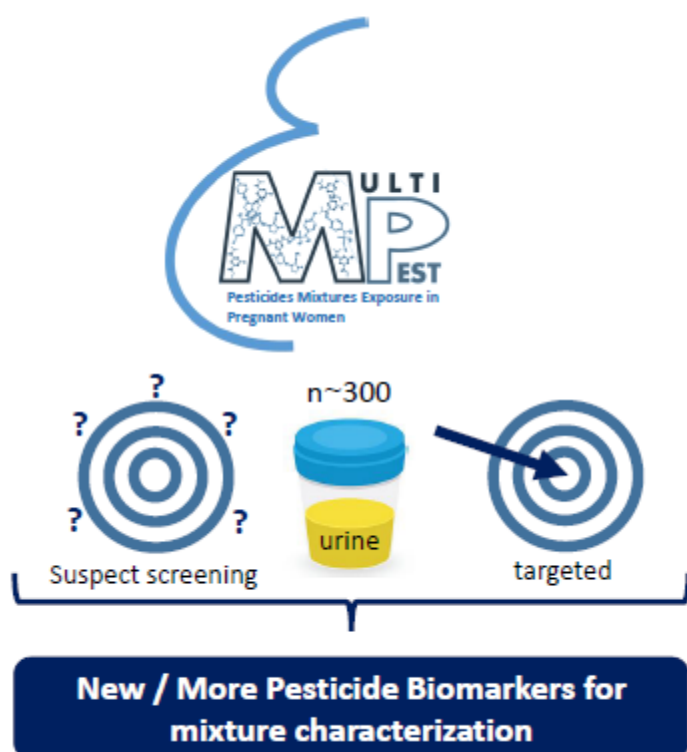 MULTI
PEST
Pesticides Mixtures Exposure in
Pregnant Women
n~300
? ? ? ? ?
urine
Suspect screening
targeted
New / More Pesticide Biomarkers for
mixture characterization